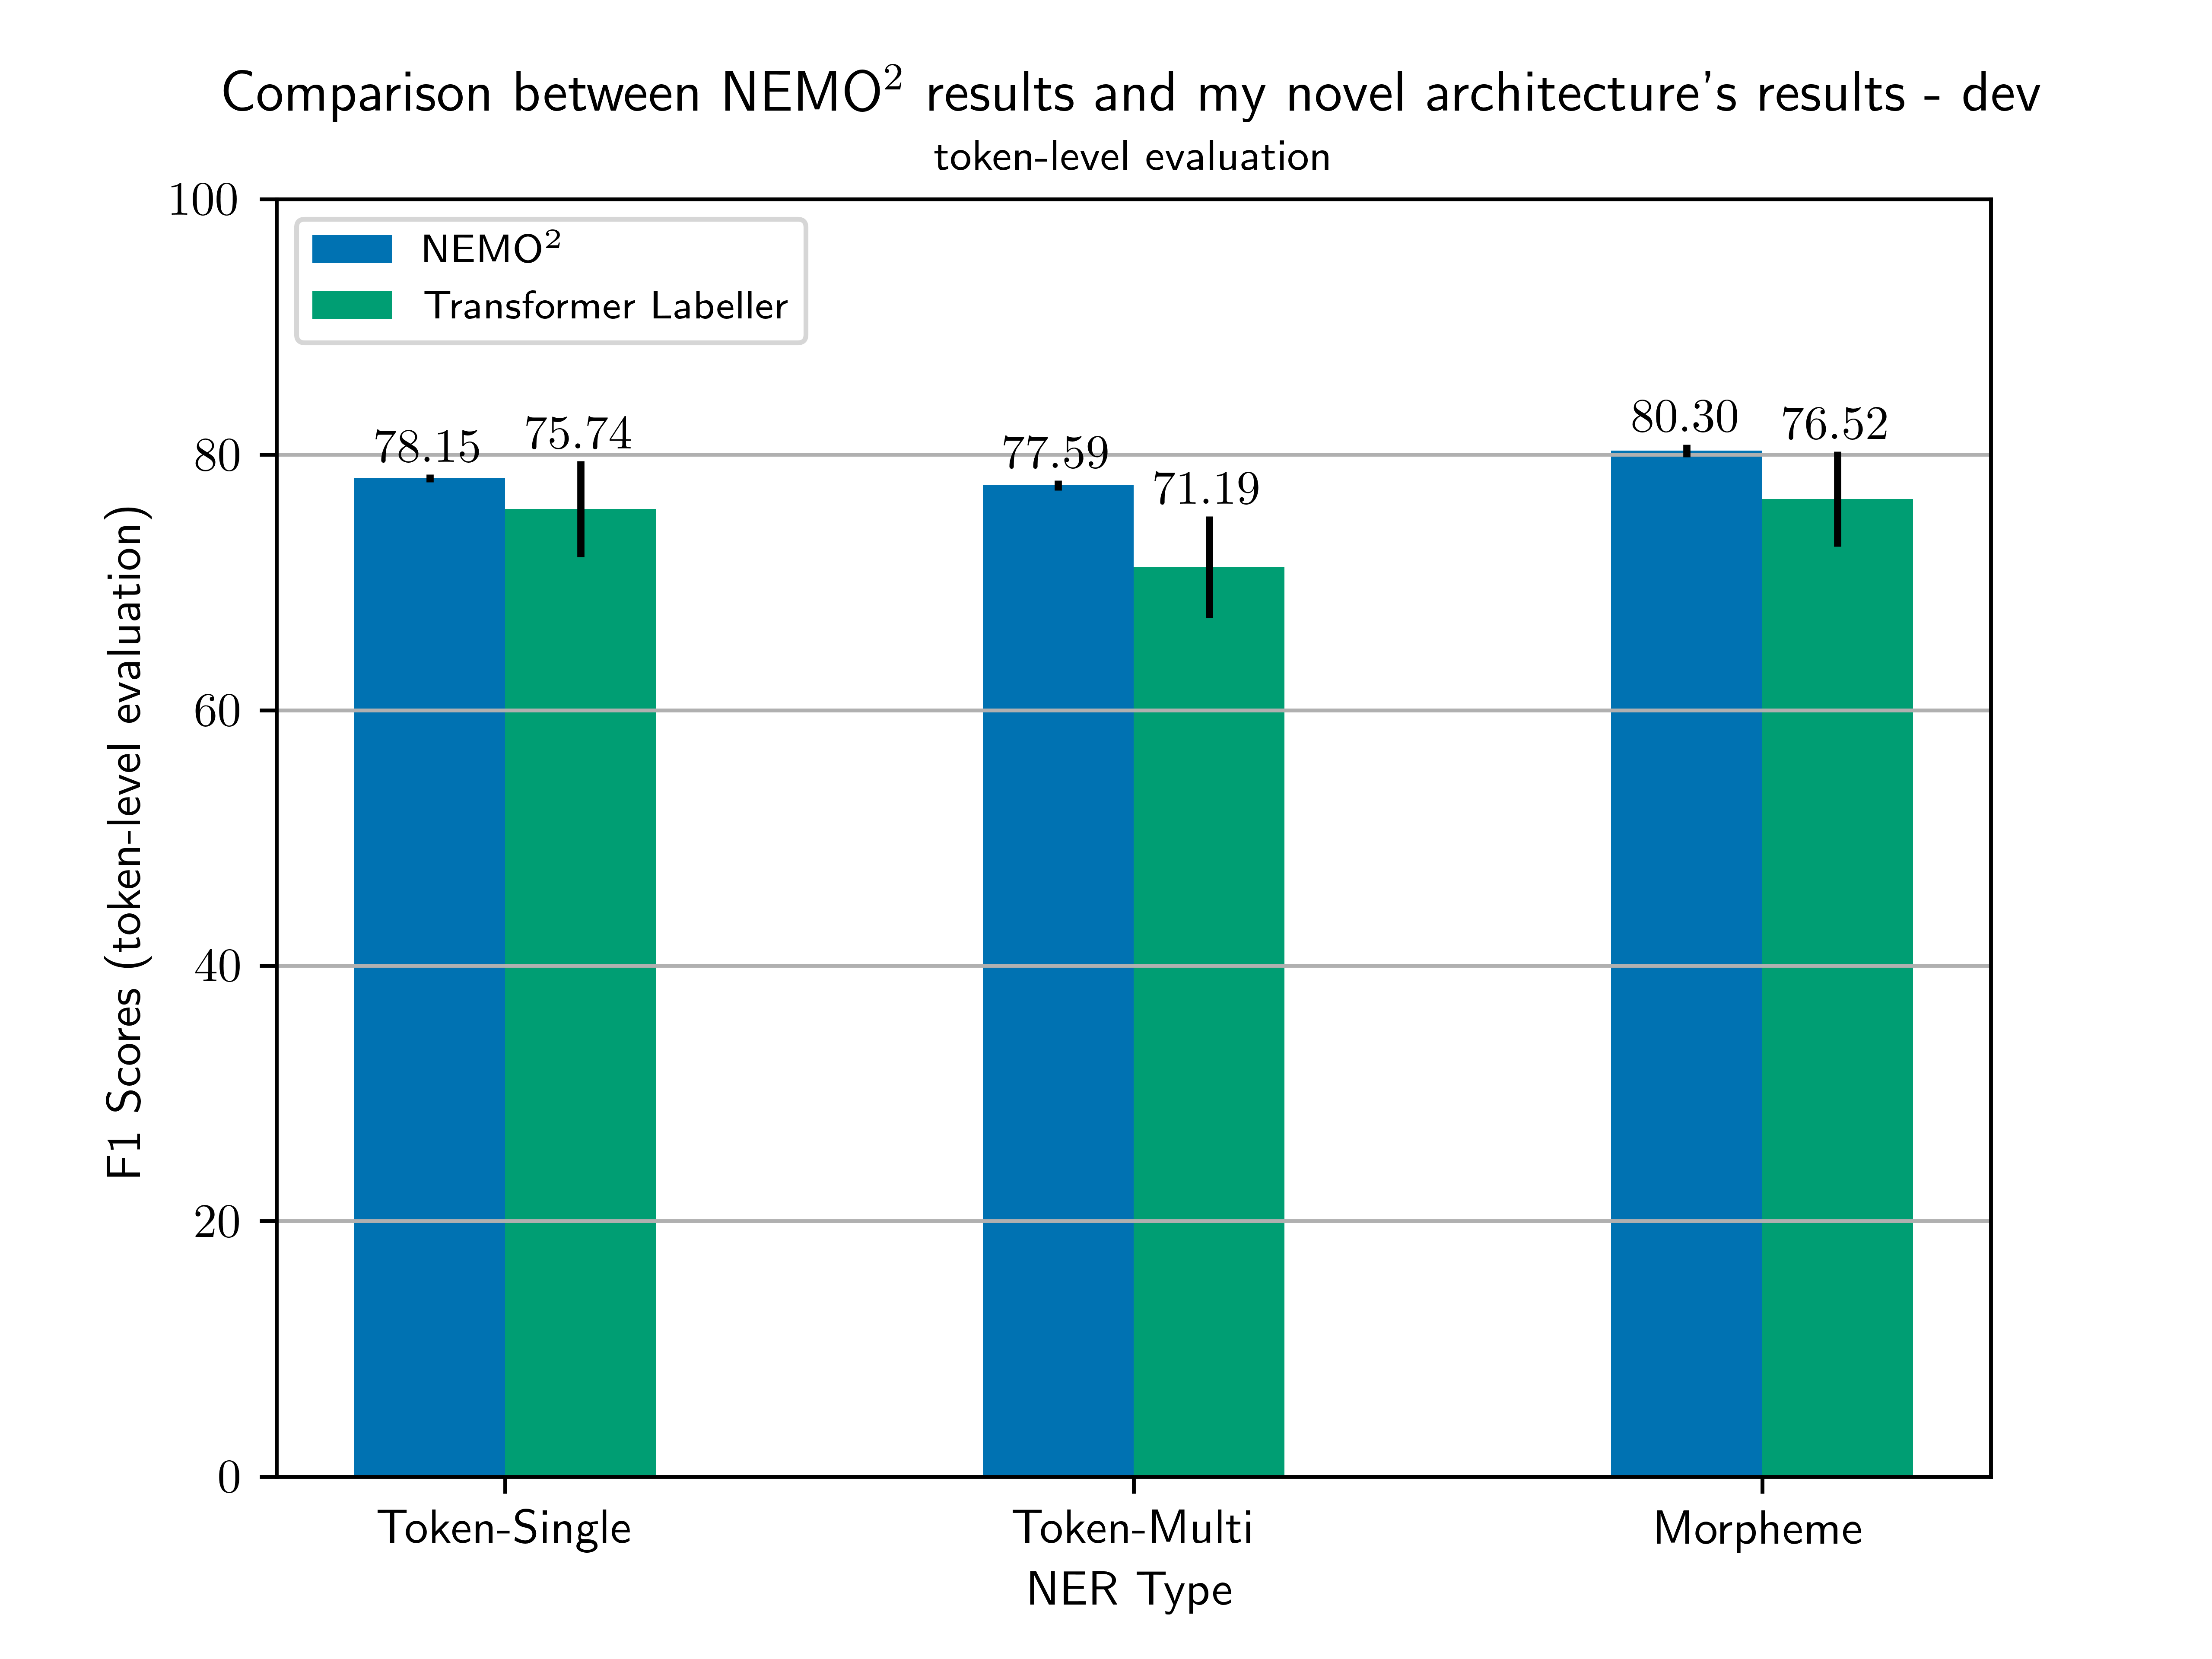 Comparison between NEMO² results and my novel architecture's results - dev
token-level evaluation
100
80
60
40
20
0
F1 Scores (token-level evaluation)
NEMO²
Transformer Labeller
78.15
75.74
77.59
71.19
80.30
76.52
Token-Single
Token-Multi
Morpheme
NER Type